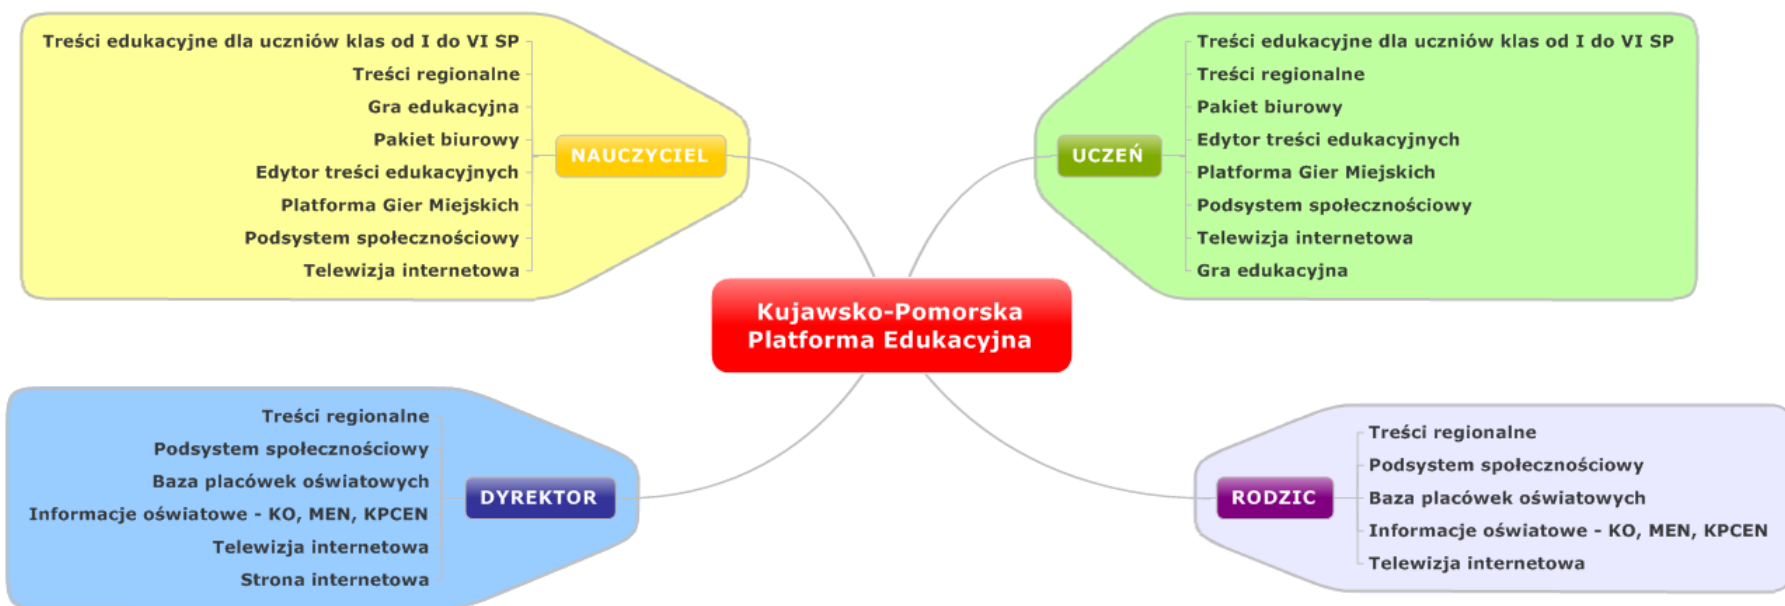 Treści edukacyjne dla uczniów klas od I do VI SP
Treści regionalne
Gra edukacyjna
Pakiet biurowy
Edytor treści edukacyjnych
Platforma Gier Miejskich
Podsystem społecznościowy
Telewizja internetowa
NAUCZYCIEL
UCZEŃ
Treści edukacyjne dla uczniów klas od I do VI SP
Treści regionalne
Pakiet biurowy
Edytor treści edukacyjnych
Platforma Gier Miejskich
Podsystem społecznościowy
Telewizja internetowa
Gra edukacyjna
Kujawsko-Pomorska
Platforma Edukacyjna
Treści regionalne
Podsystem społecznościowy
Baza placówek oświatowych
Informacje oświatowe - KO, MEN, KPCEN
Telewizja internetowa
Strona internetowa
DYREKTOR
RODZIC
Treści regionalne
Podsystem społecznościowy
Baza placówek oświatowych
Informacje oświatowe - KO, MEN, KPCEN
Telewizja internetowa